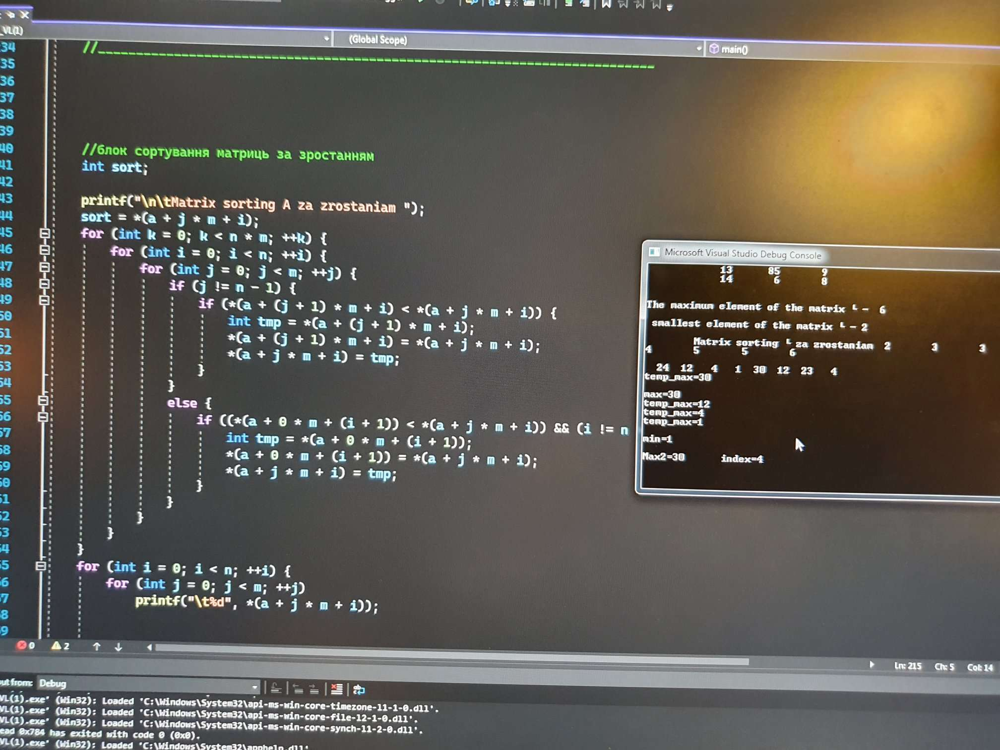 _VL(1)
(Global Scope)
main()
34 //
35
36
37
38
39
40 //блок сортування матриць за зростанням
41 int sort;
42
43 printf("\n\tMatrix sorting A za zrostaniam ");
44 sort = *(a + j * m + i);
45 for (int k = 0; k < n * m; ++k) {
46 for (int i = 0; i < n; ++i) {
47 for (int j = 0; j < m; ++j) {
48 if (j != n - 1) {
49 if (*(a + (j + 1) * m + i) < *(a + j * m + i)) {
50 int tmp = *(a + (j + 1) * m + i);
51 *(a + (j + 1) * m + i) = *(a + j * m + i);
52 *(a + j * m + i) = tmp;
53 }
54 }
55 else {
56 if ((*(a + 0 * m + (i + 1)) < *(a + j * m + i)) && (i != n
57 int tmp = *(a + 0 * m + (i + 1));
58 *(a + 0 * m + (i + 1)) = *(a + j * m + i);
59 *(a + j * m + i) = tmp;
60 }
61 }
62 }
63 }
64 }
65 for (int i = 0; i < n; ++i) {
66 for (int j = 0; j < m; ++j)
67 printf("\t%d", *(a + j * m + i));
68
69
Microsoft Visual Studio Debug Console
13 85 9
14 6 8
The maximum element of the matrix └ - 6
smallest element of the matrix └ - 2
Matrix sorting └ za zrostaniam 2 3 3
4 5 5 6
24 12 4 1 30 12 23 4
temp_max=30
max=30
temp_max=12
temp_max=4
temp_max=1
min=1
Max2=30 index=4
0 2
Ln: 215 Ch: 5 Col: 14
ut from: Debug
VL(1).exe' (Win32): Loaded 'C:\Windows\System32\api-ms-win-core-timezone-l1-1-0.dll'.
VL(1).exe' (Win32): Loaded 'C:\Windows\System32\api-ms-win-core-file-l2-1-0.dll'.
VL(1).exe' (Win32): Loaded 'C:\Windows\System32\api-ms-win-core-synch-l1-2-0.dll'.
ead 0x784 has exited with code 0 (0x0).
VL(1).exe' (Win32): Loaded 'C:\Windows\System32\apphelp.dll'